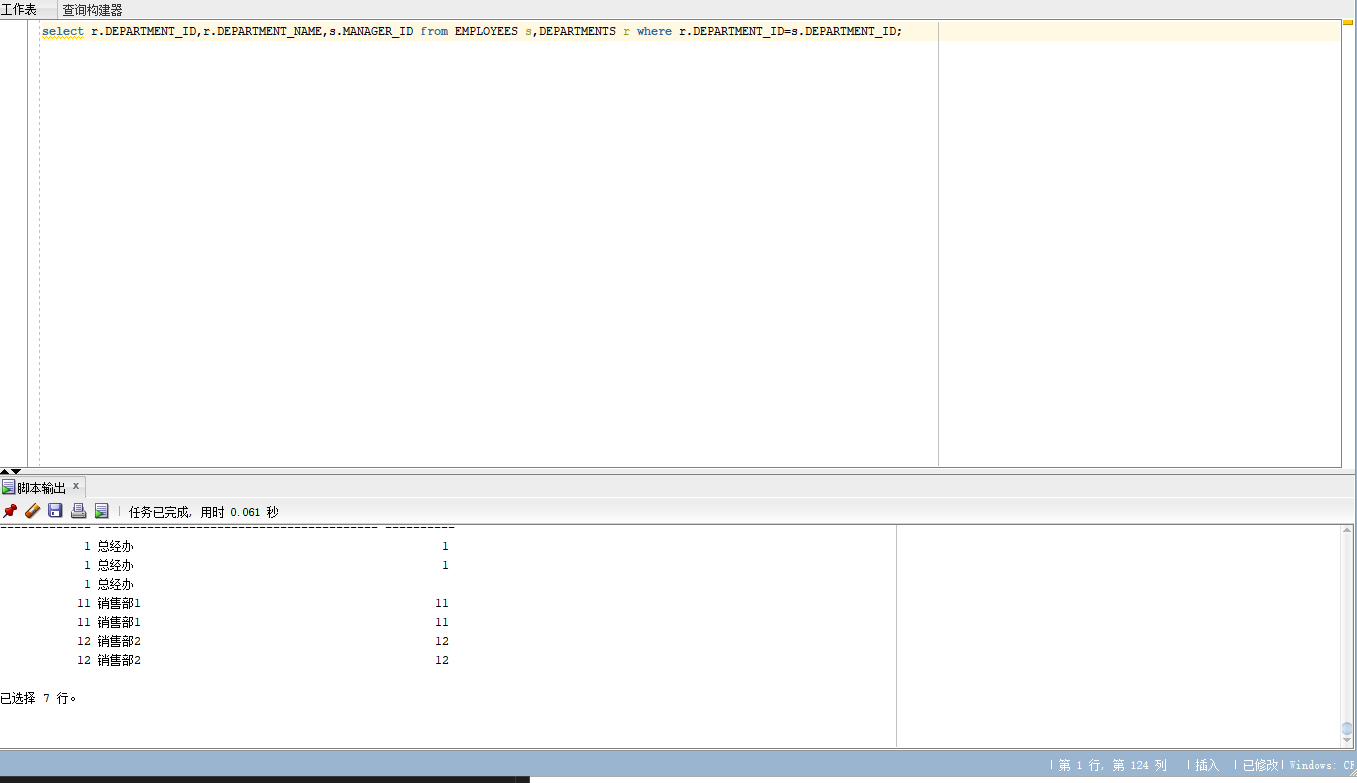 工作表 查询构建器
select r.DEPARTMENT_ID,r.DEPARTMENT_NAME,s.MANAGER_ID from EMPLOYEES s,DEPARTMENTS r where r.DEPARTMENT_ID=s.DEPARTMENT_ID;
脚本输出 x
任务已完成, 用时 0.061 秒
------------- ---------------------------------------- ----------
1 总经办 1
1 总经办 1
1 总经办
11 销售部1 11
11 销售部1 11
12 销售部2 12
12 销售部2 12
已选择 7 行。
| 第 1 行, 第 124 列 | 插入 | 已修改| Windows: CF